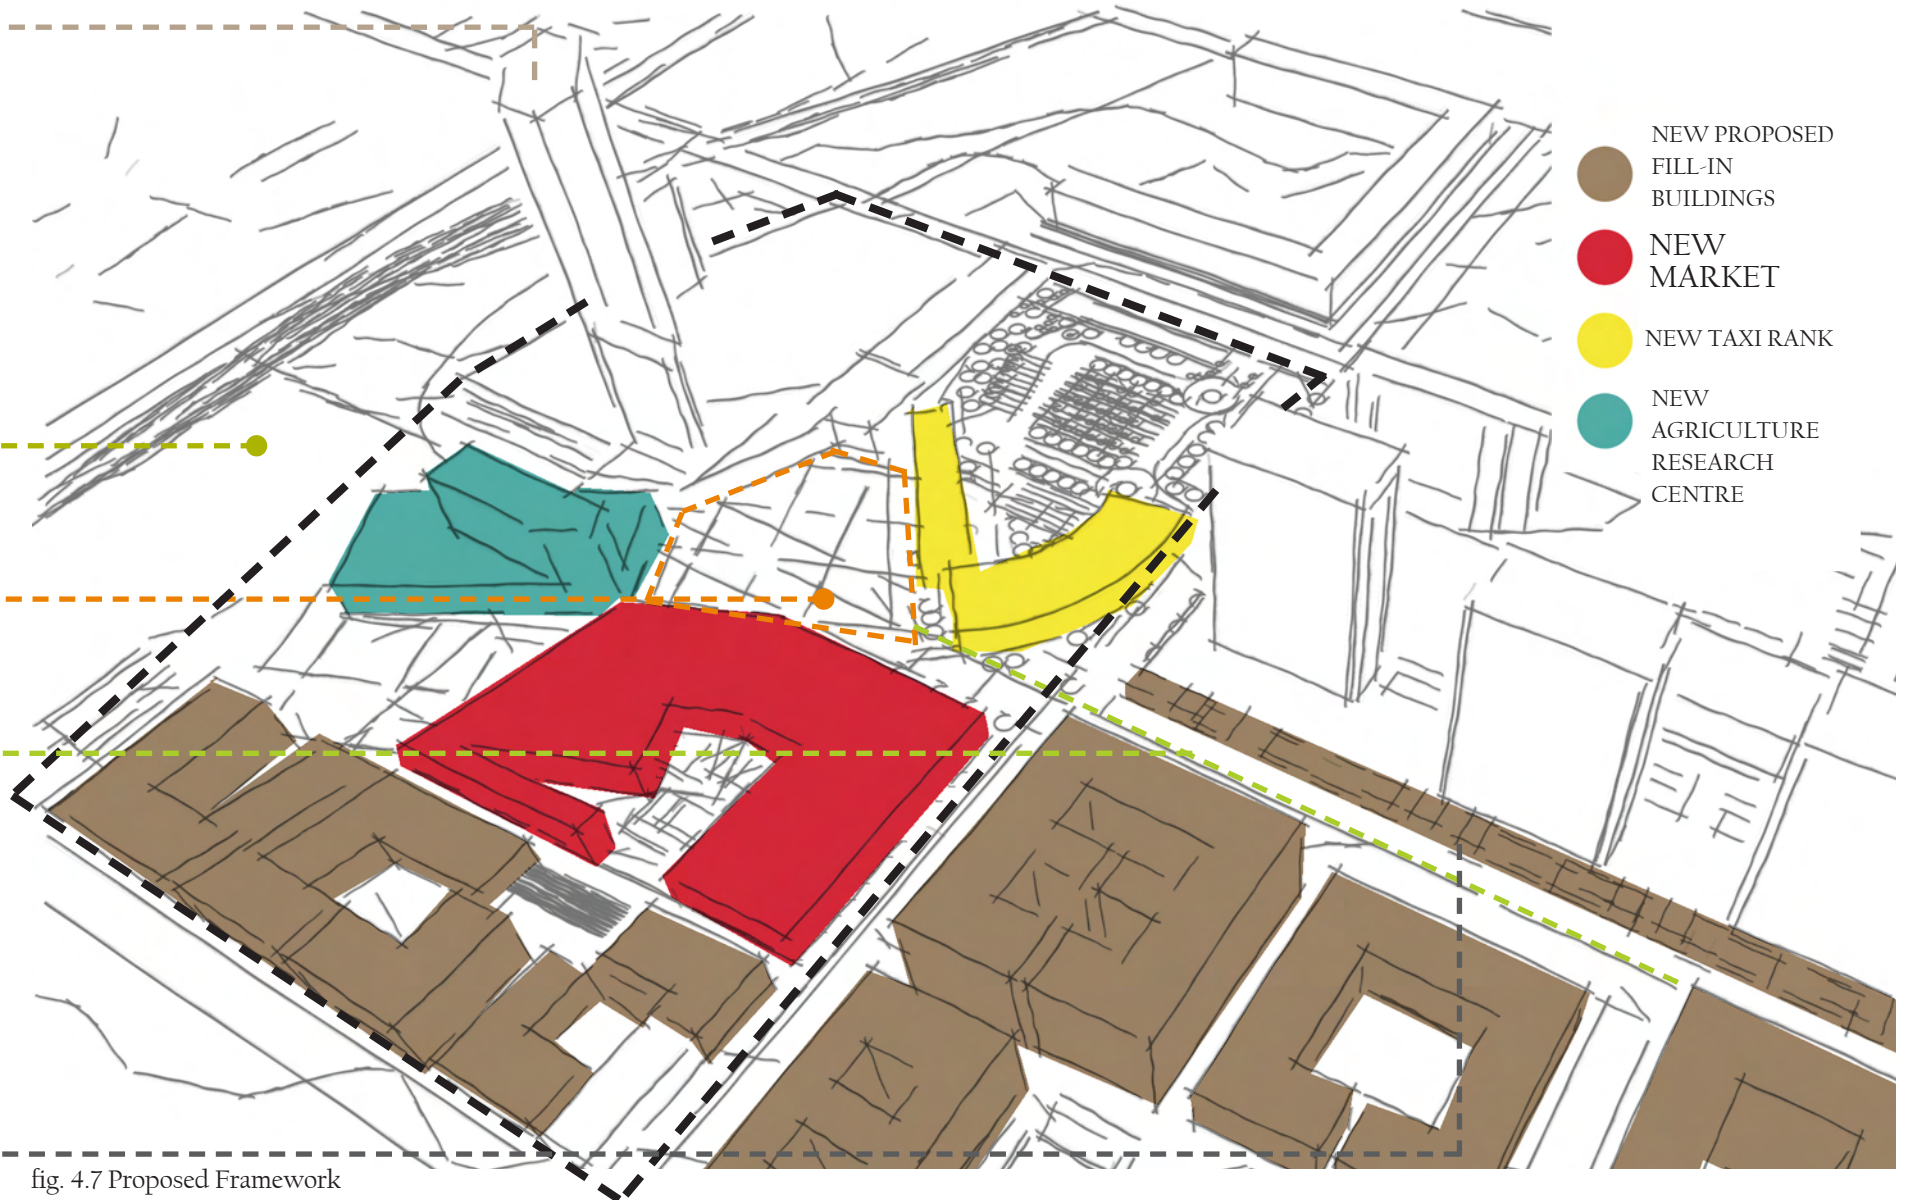 NEW PROPOSED
FILL-IN
BUILDINGS
NEW
MARKET
NEW TAXI RANK
NEW
AGRICULTURE
RESEARCH
CENTRE
fig. 4.7 Proposed Framework